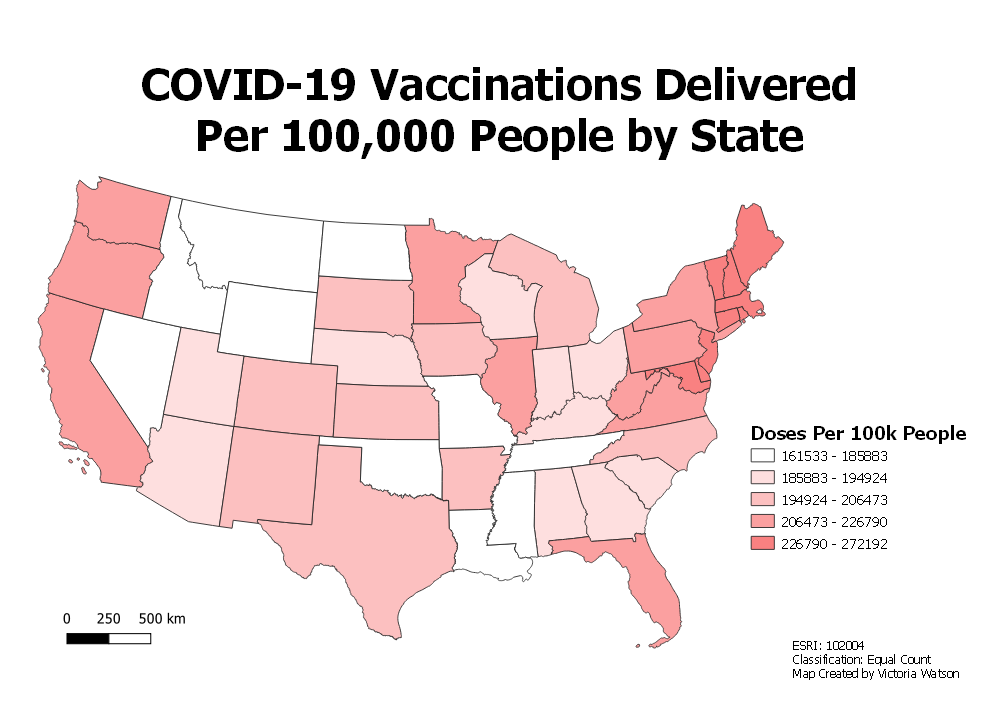 COVID-19 Vaccinations Delivered
Per 100,000 People by State
Doses Per 100k People
161533 - 185883
185883 - 194924
194924 - 206473
206473 - 226790
226790 - 272192
0 250 500 km
ESRI: 102004
Classification: Equal Count
Map Created by Victoria Watson